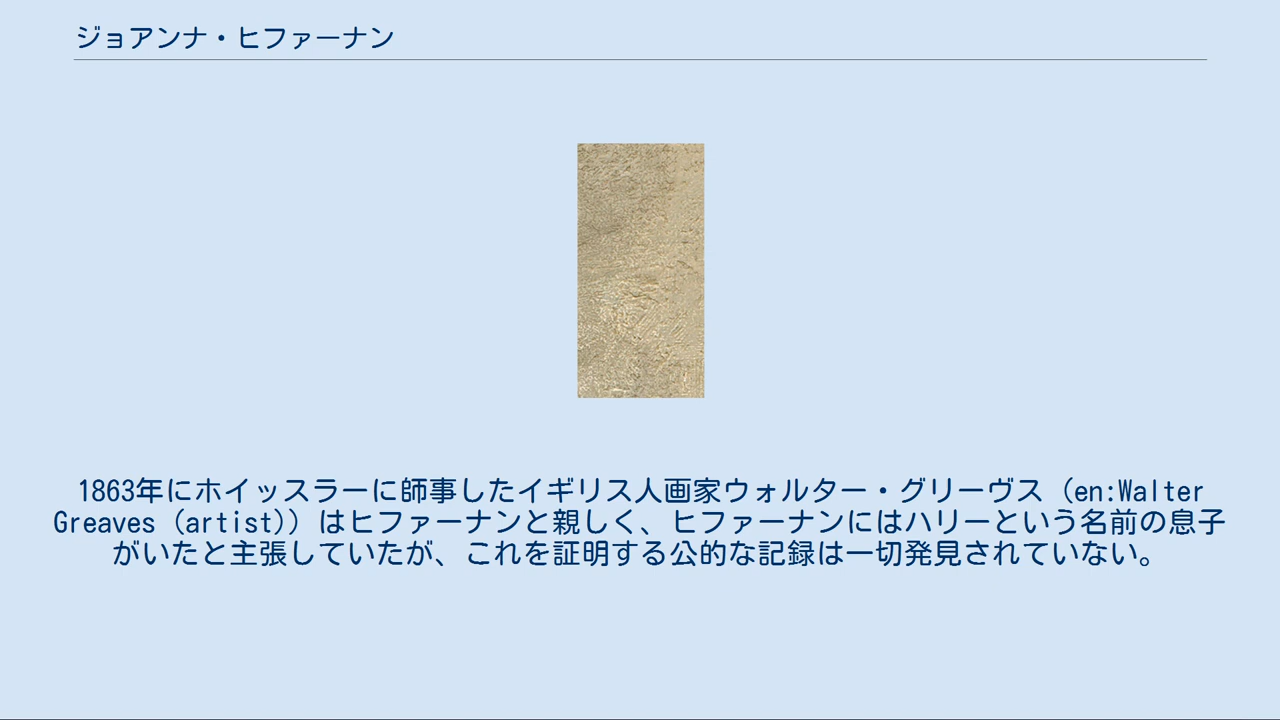 ジョアンナ・ヒファーナン
1863年にホイッスラーに師事したイギリス人画家ウォルター・グリーヴス（en:Walter
Greaves (artist)）はヒファーナンと親しく、ヒファーナンにはハリーという名前の息子
がいたと主張していたが、これを証明する公的な記録は一切発見されていない。